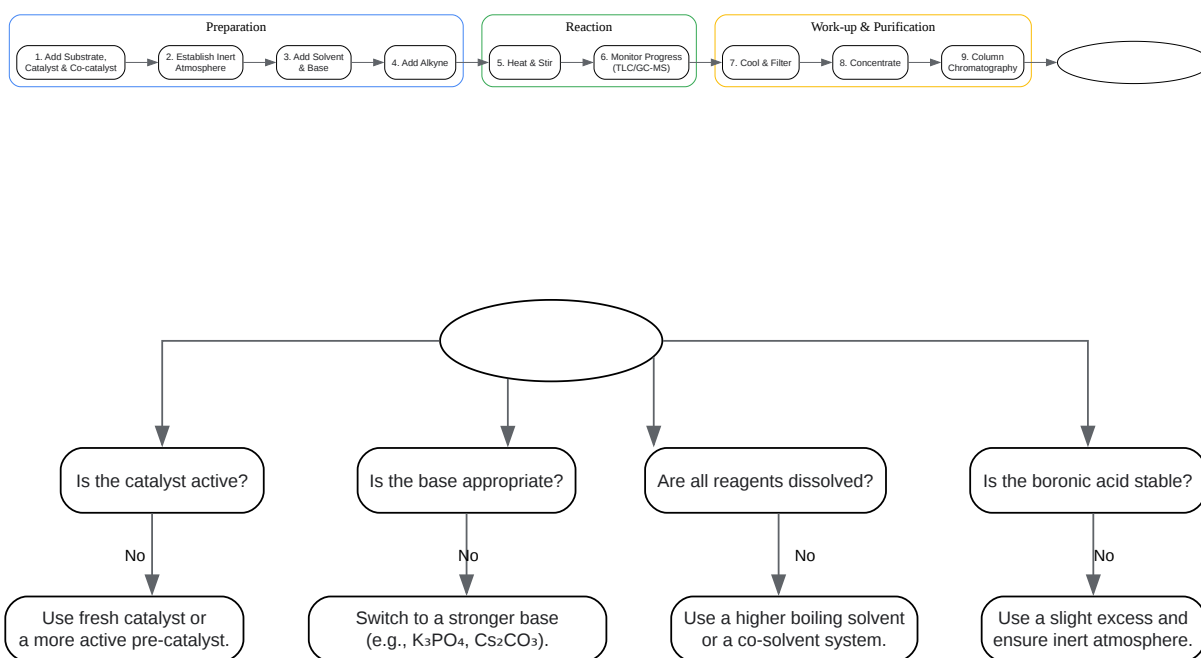 Preparation
Reaction
Work-up & Purification
1. Add Substrate,
Catalyst & Co-catalyst
2. Establish Inert
Atmosphere
3. Add Solvent
& Base
4. Add Alkyne
5. Heat & Stir
6. Monitor Progress
(TLC/GC-MS)
7. Cool & Filter
8. Concentrate
9. Column
Chromatography
Is the catalyst active?
Is the base appropriate?
Are all reagents dissolved?
Is the boronic acid stable?
No
No
No
No
Use fresh catalyst or
a more active pre-catalyst.
Switch to a stronger base
(e.g., K₃PO₄, Cs₂CO₃).
Use a higher boiling solvent
or a co-solvent system.
Use a slight excess and
ensure inert atmosphere.